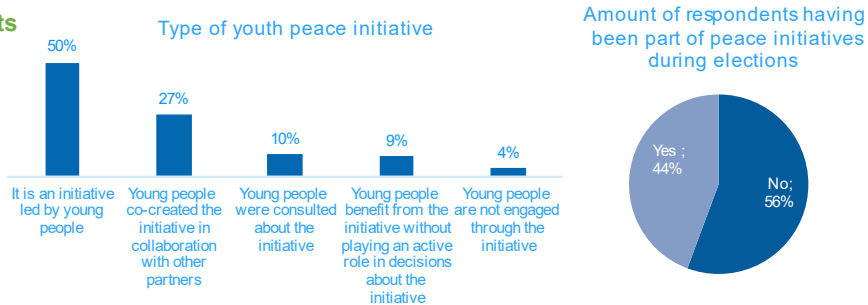 ts
Type of youth peace initiative
50%
27%
10%
9%
4%
It is an initiative
led by young
people
Young people
co-created the
initiative in
collaboration
with other
partners
Young people
were consulted
about the
initiative
Young people
benefit from the
initiative without
playing an active
role in decisions
about the
initiative
Young people
are not engaged
through the
initiative
Amount of respondents having
been part of peace initiatives
during elections
Yes ;
44%
No;
56%